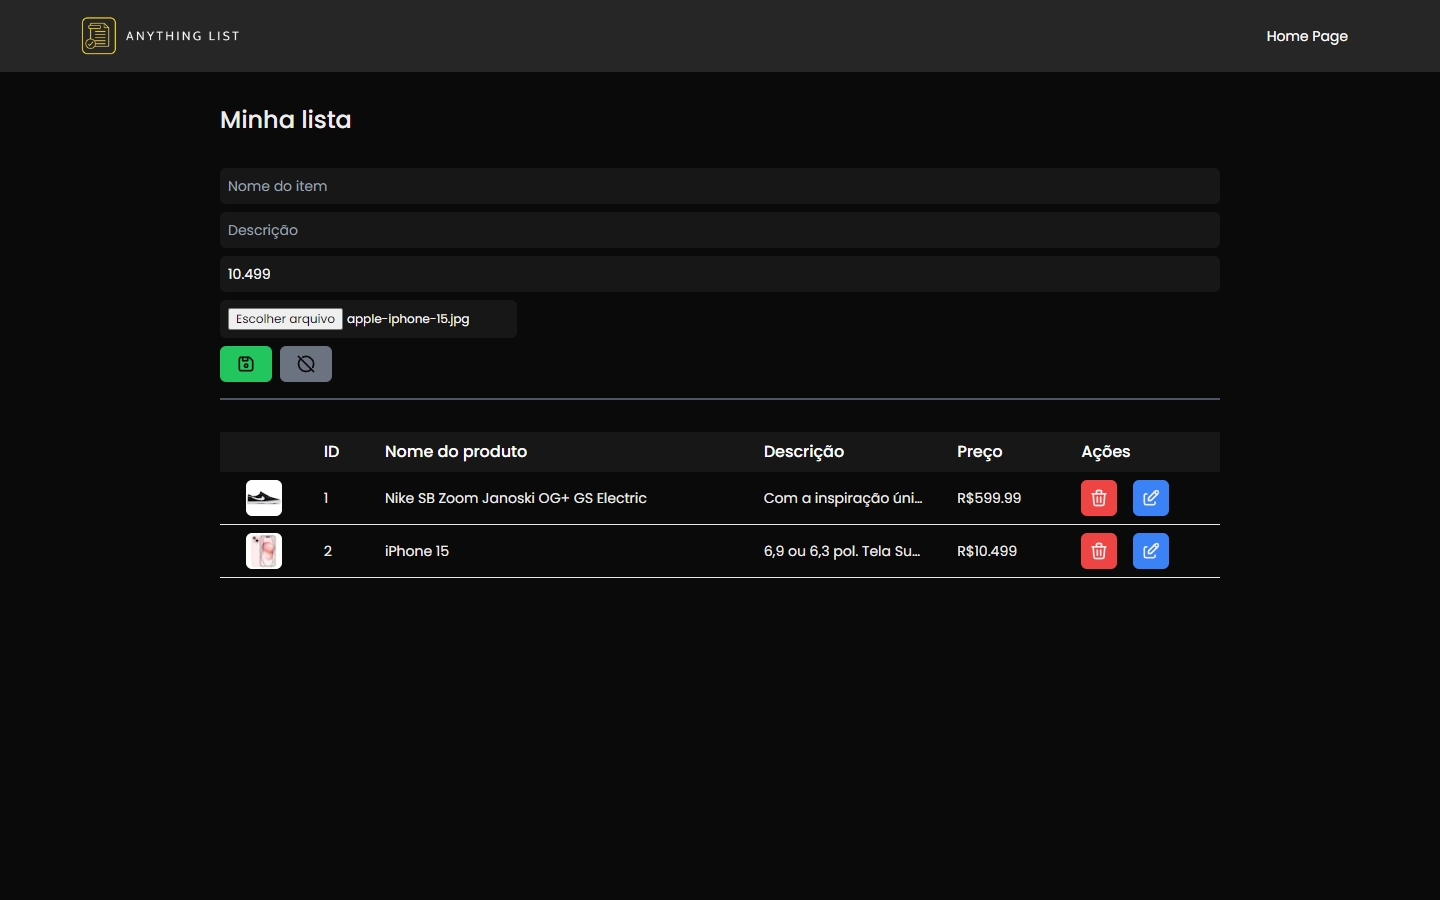 ANYTHING LIST
Home Page
Minha lista
Nome do item
Descrição
10.499
Escolher arquivo apple-iphone-15.jpg
ID Nome do produto Descrição Preço Ações
1 Nike SB Zoom Janoski OG+ GS Electric Com a inspiração úni... R$599.99
2 iPhone 15 6,9 ou 6,3 pol. Tela Su... R$10.499